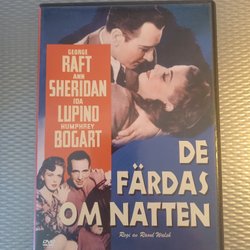 GEORGE
RAFT
ANN
SHERIDAN
IDA
LUPINO
HUMPHREY
BOGART
DE
FÄRDAS
OM NATTEN
Regi av Raoul Walsh